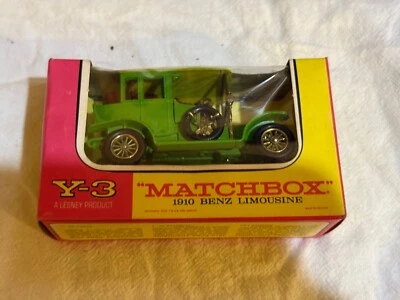 Y-3
A LESNEY PRODUCT
"MATCHBOX"
1910 BENZ LIMOUSINE